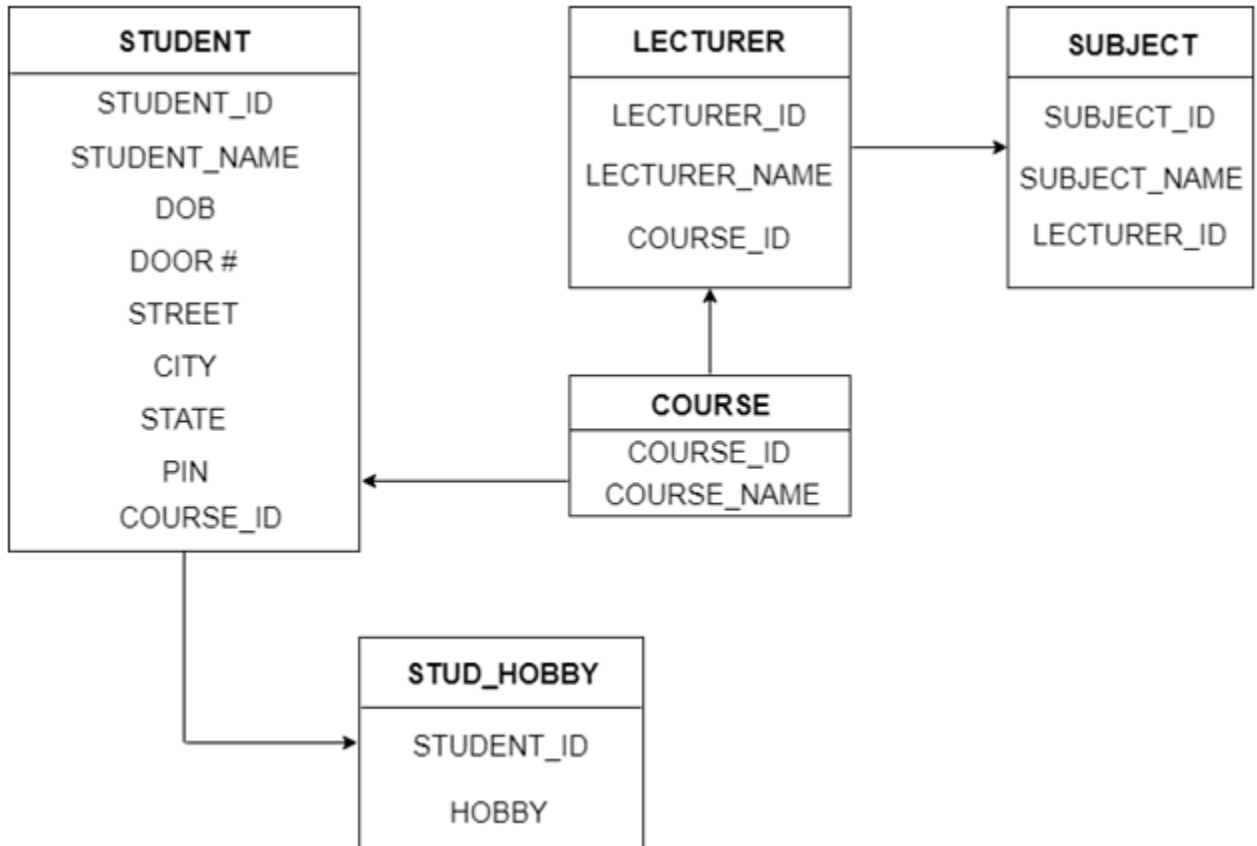 STUDENT
STUDENT_ID
STUDENT_NAME
DOB
DOOR #
STREET
CITY
STATE
PIN
COURSE_ID
LECTURER
LECTURER_ID
LECTURER_NAME
COURSE_ID
SUBJECT
SUBJECT_ID
SUBJECT_NAME
LECTURER_ID
COURSE
COURSE_ID
COURSE_NAME
STUD_HOBBY
STUDENT_ID
HOBBY